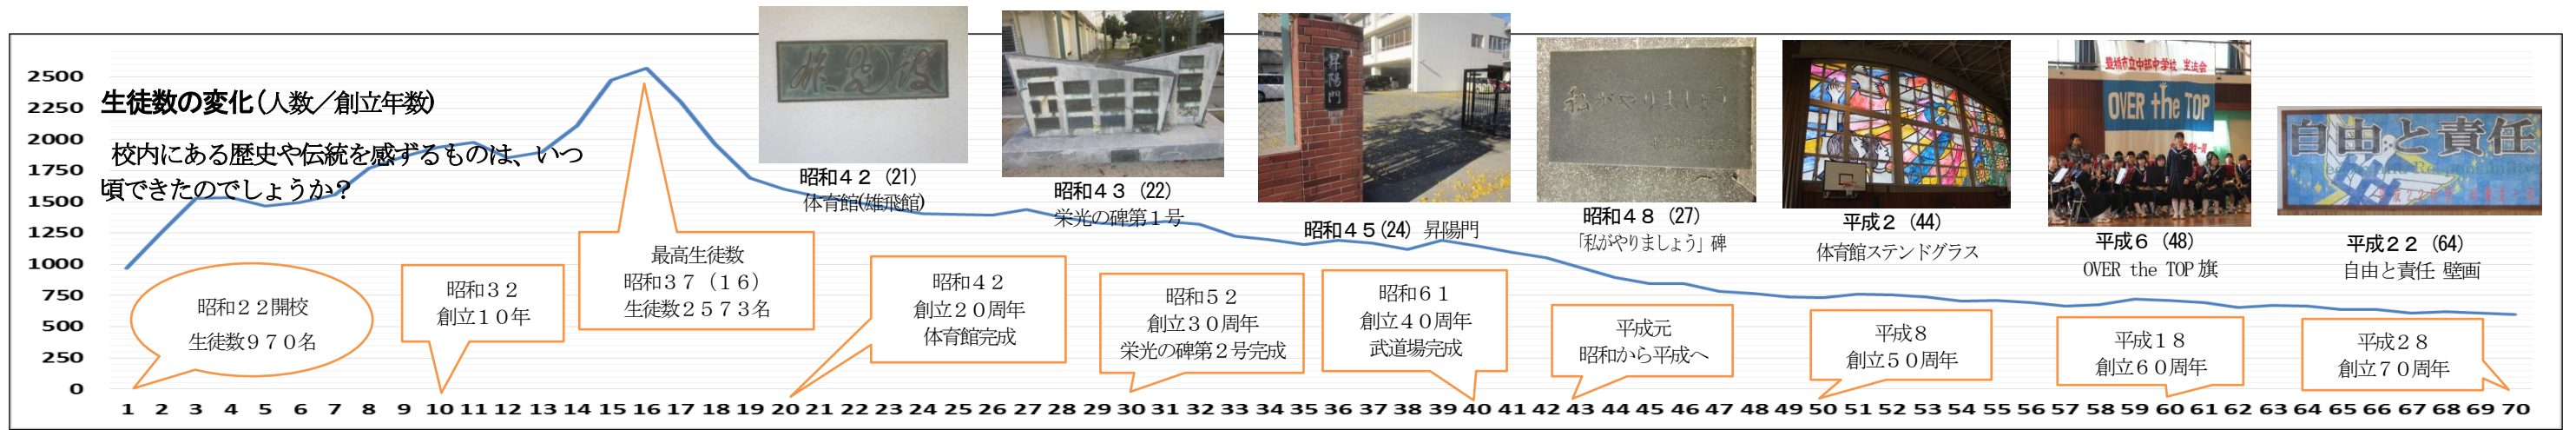 2500
2250
2000
1750
1500
1250
1000
750
500
250
0
生徒数の変化(人数／創立年数)
校内にある歴史や伝統を感ずるものは、いつ
頃できたのでしょうか？
昭和４２（21）
体育館(雄飛館)
昭和４３（22）
栄光の碑第１号
昇陽門
昭和４５(24) 昇陽門
私がやりましょう
昭和４８（27）
「私がやりましょう」碑
平成２（44）
体育館ステンドグラス
豊橋市立中部中学校
OVER the TOP
平成６（48）
OVER the TOP旗
自由と責任
平成２２（64）
自由と責任 壁画
昭和２２開校
生徒数９７０名
昭和３２
創立１０年
最高生徒数
昭和３７（１６）
生徒数２５７３名
昭和４２
創立２０周年
体育館完成
昭和５２
創立３０周年
栄光の碑第２号完成
昭和６１
創立４０周年
武道場完成
平成元
昭和から平成へ
平成８
創立５０周年
平成１８
創立６０周年
平成２８
創立７０周年
1 2 3 4 5 6 7 8 9 10 11 12 13 14 15 16 17 18 19 20 21 22 23 24 25 26 27 28 29 30 31 32 33 34 35 36 37 38 39 40 41 42 43 44 45 46 47 48 49 50 51 52 53 54 55 56 57 58 59 60 61 62 63 64 65 66 67 68 69 70